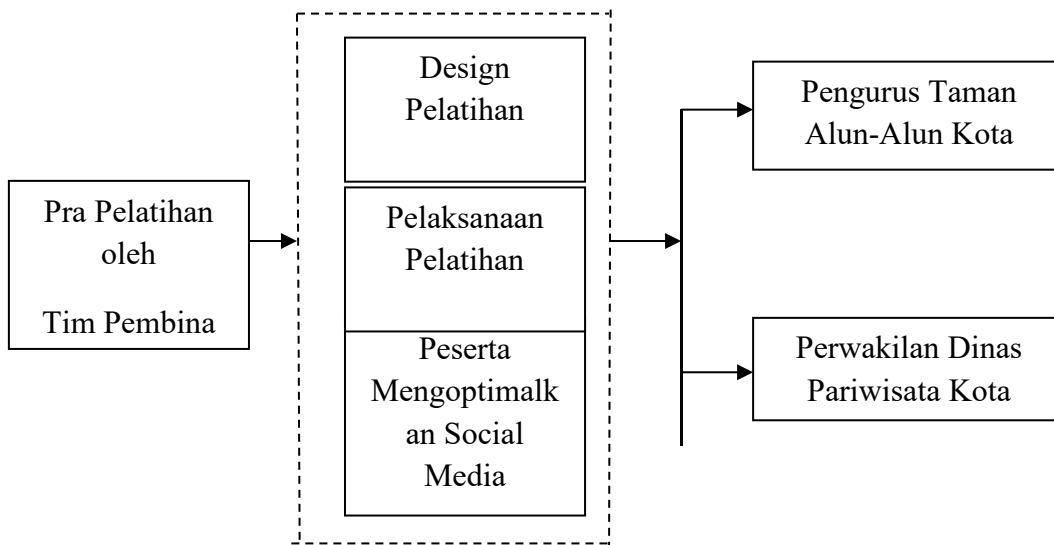 Pra Pelatihan
oleh
Tim Pembina
Design
Pelatihan
Pelaksanaan
Pelatihan
Peserta
Mengoptimalk
an Social
Media
Pengurus Taman
Alun-Alun Kota
Perwakilan Dinas
Pariwisata Kota